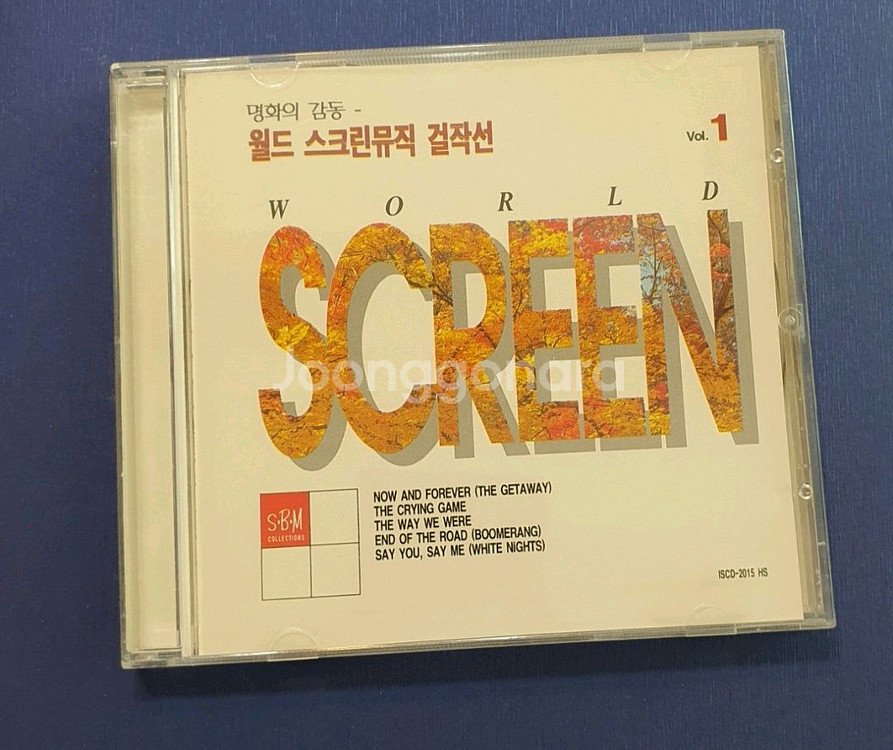 명화의 감동 -
월드 스크린뮤직 걸작선
Vol. 1
WORLD
SCREEN
Joonggonara
S·B·M
COLLECTIONS
NOW AND FOREVER (THE GETAWAY)
THE CRYING GAME
THE WAY WE WERE
END OF THE ROAD (BOOMERANG)
SAY YOU, SAY ME (WHITE NIGHTS)
ISCD-2015 HS